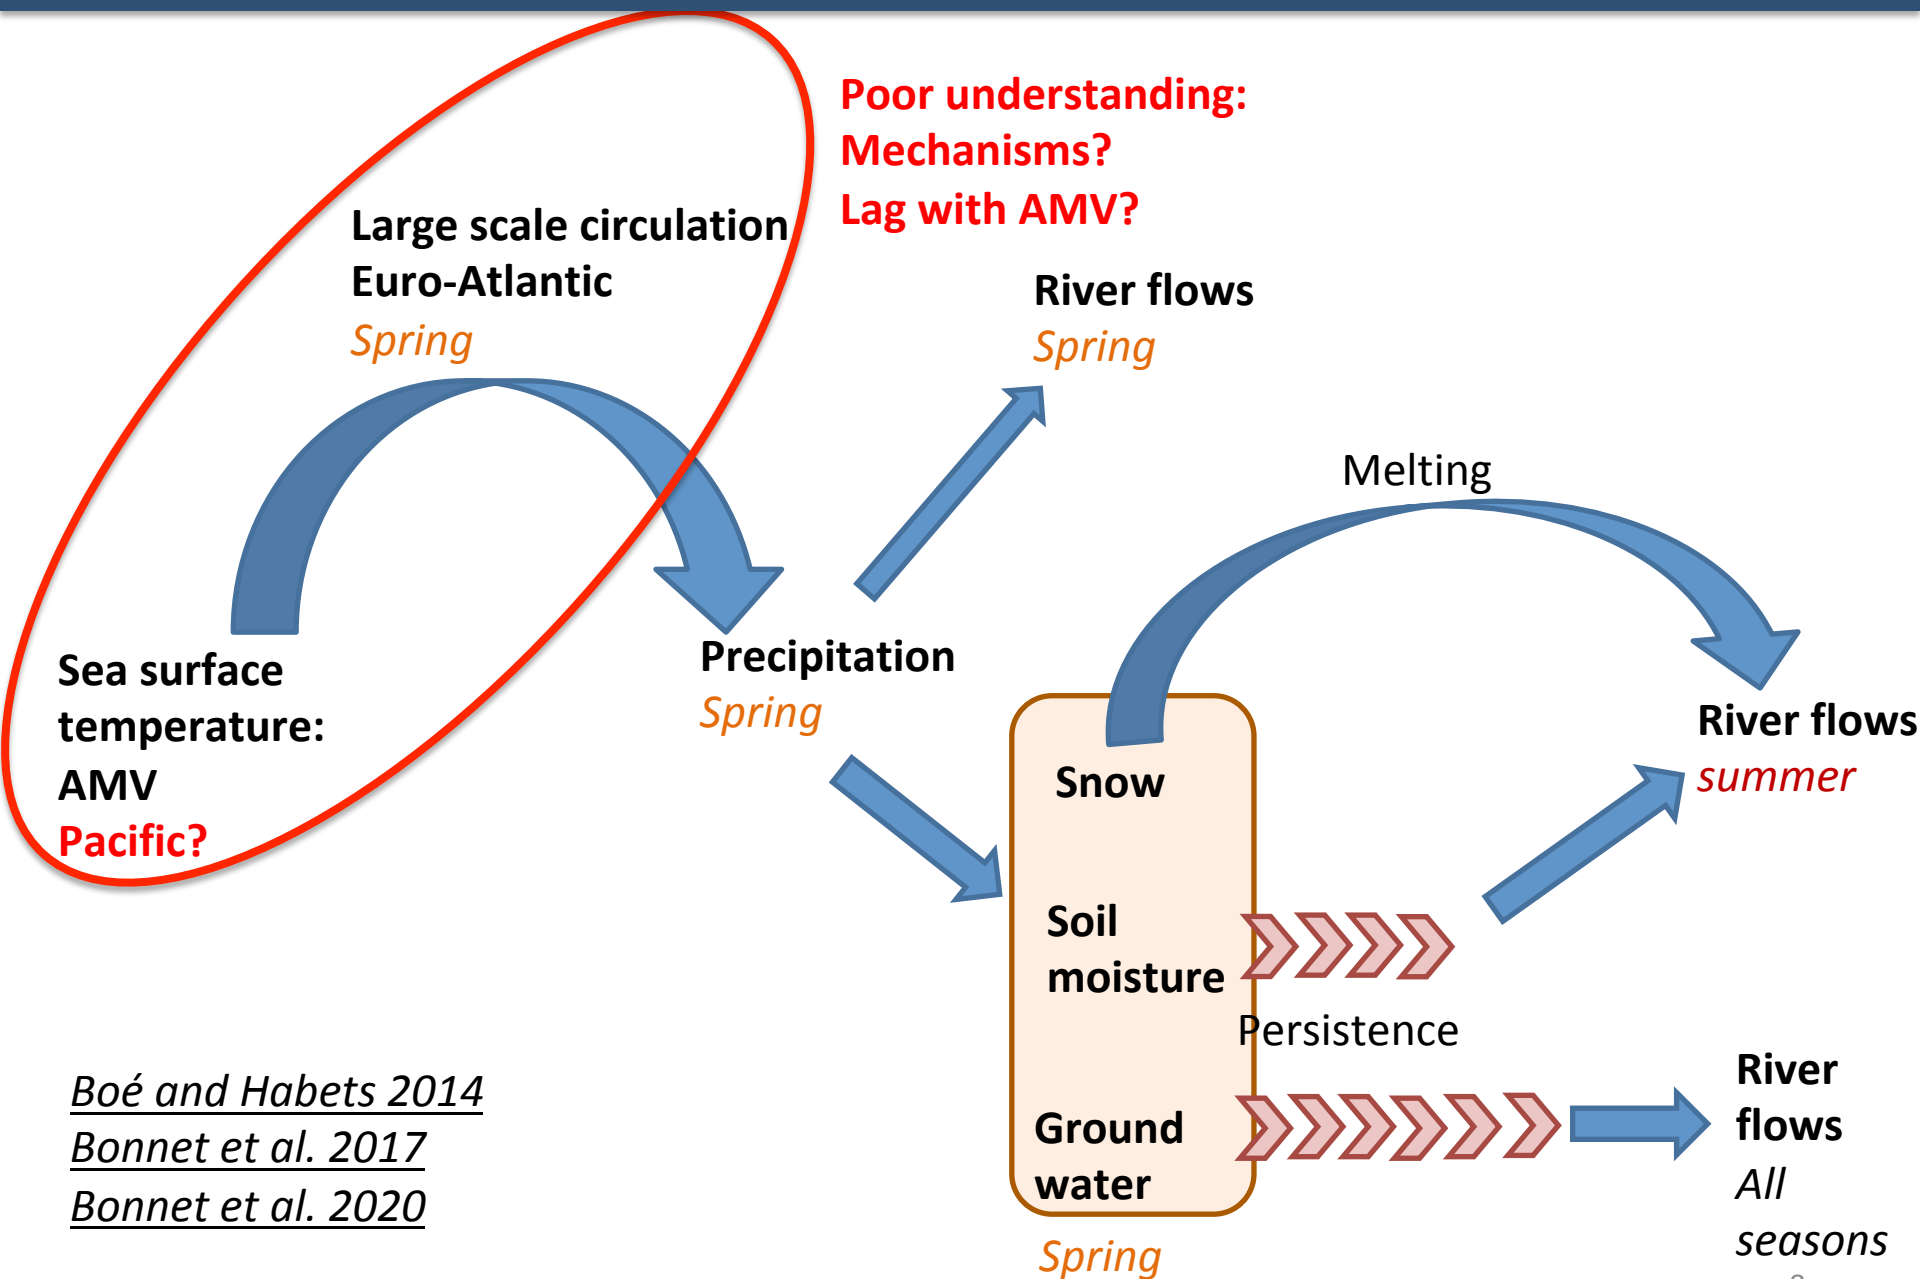 Poor understanding:
Mechanisms?
Lag with AMV?
Large scale circulation
Euro-Atlantic
Spring
River flows
Spring
Melting
Sea surface
temperature:
AMV
Pacific?
Precipitation
Spring
Snow
River flows
summer
Soil
moisture
Persistence
Ground
water
Spring
River
flows
All
seasons
Boé and Habets 2014
Bonnet et al. 2017
Bonnet et al. 2020